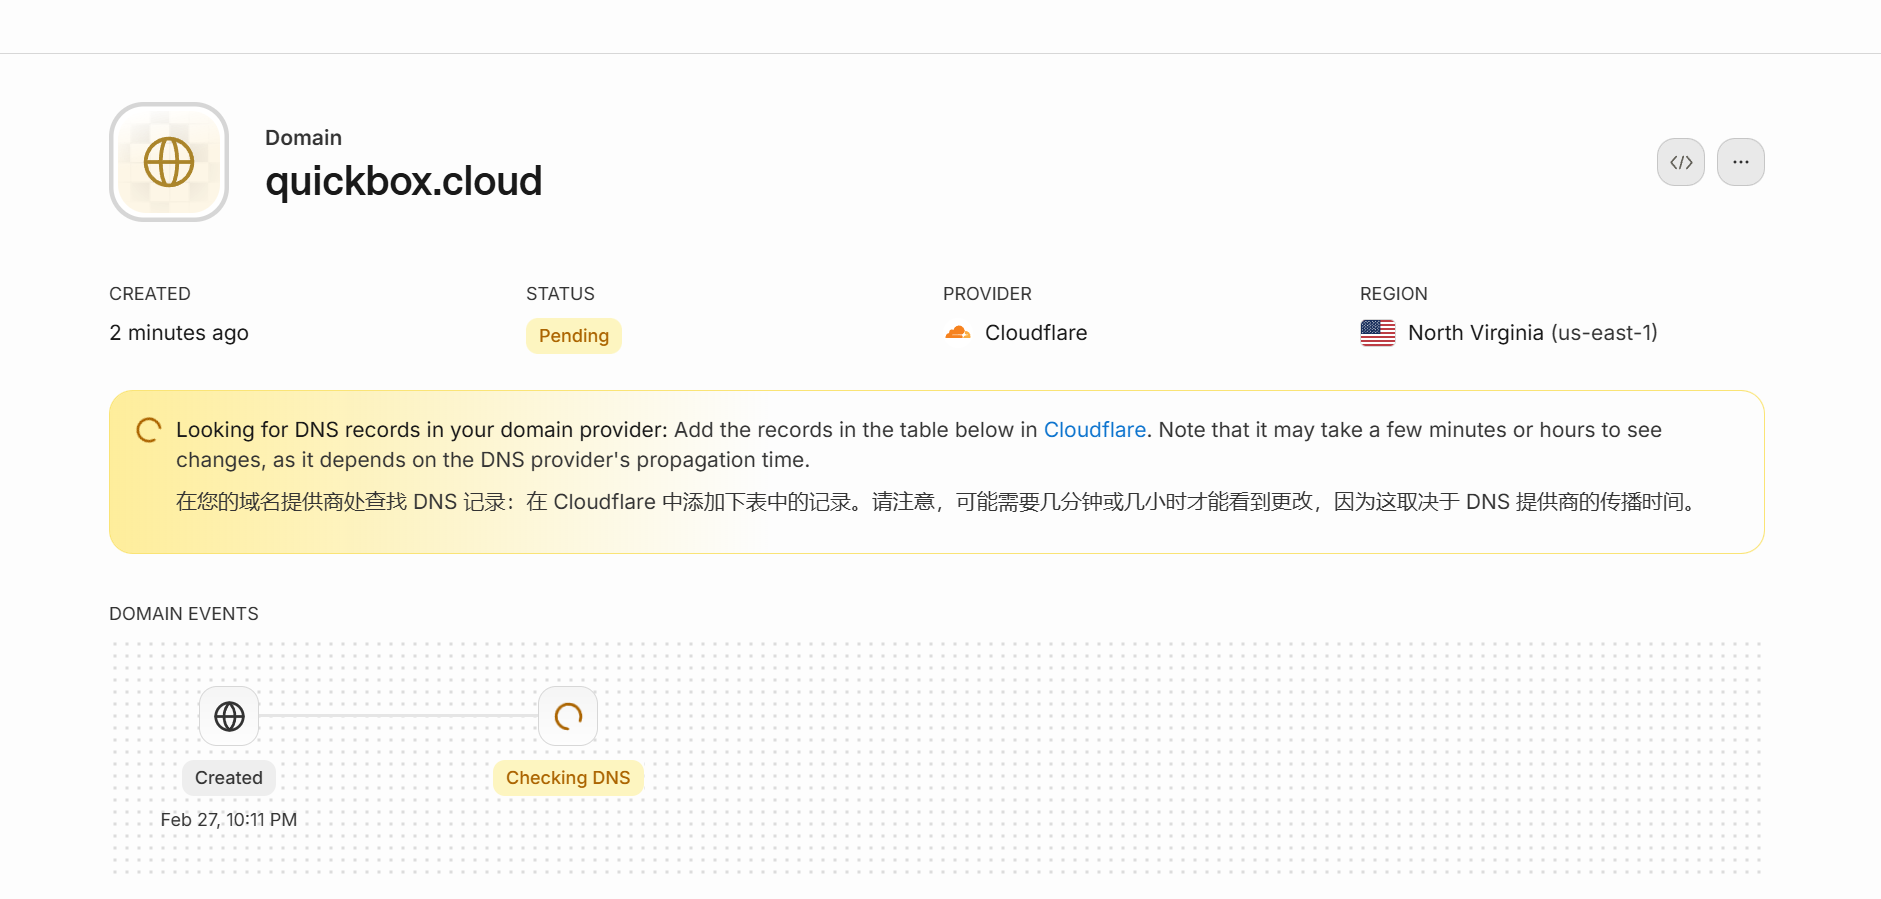 Domain
quickbox.cloud
CREATED
2 minutes ago
STATUS
Pending
PROVIDER
Cloudflare
REGION
North Virginia (us-east-1)
Looking for DNS records in your domain provider: Add the records in the table below in Cloudflare. Note that it may take a few minutes or hours to see
changes, as it depends on the DNS provider's propagation time.
在您的域名提供商处查找 DNS 记录：在 Cloudflare 中添加下表中的记录。请注意，可能需要几分钟或几小时才能看到更改，因为这取决于 DNS 提供商的传播时间。
DOMAIN EVENTS
Created
Feb 27, 10:11 PM
Checking DNS